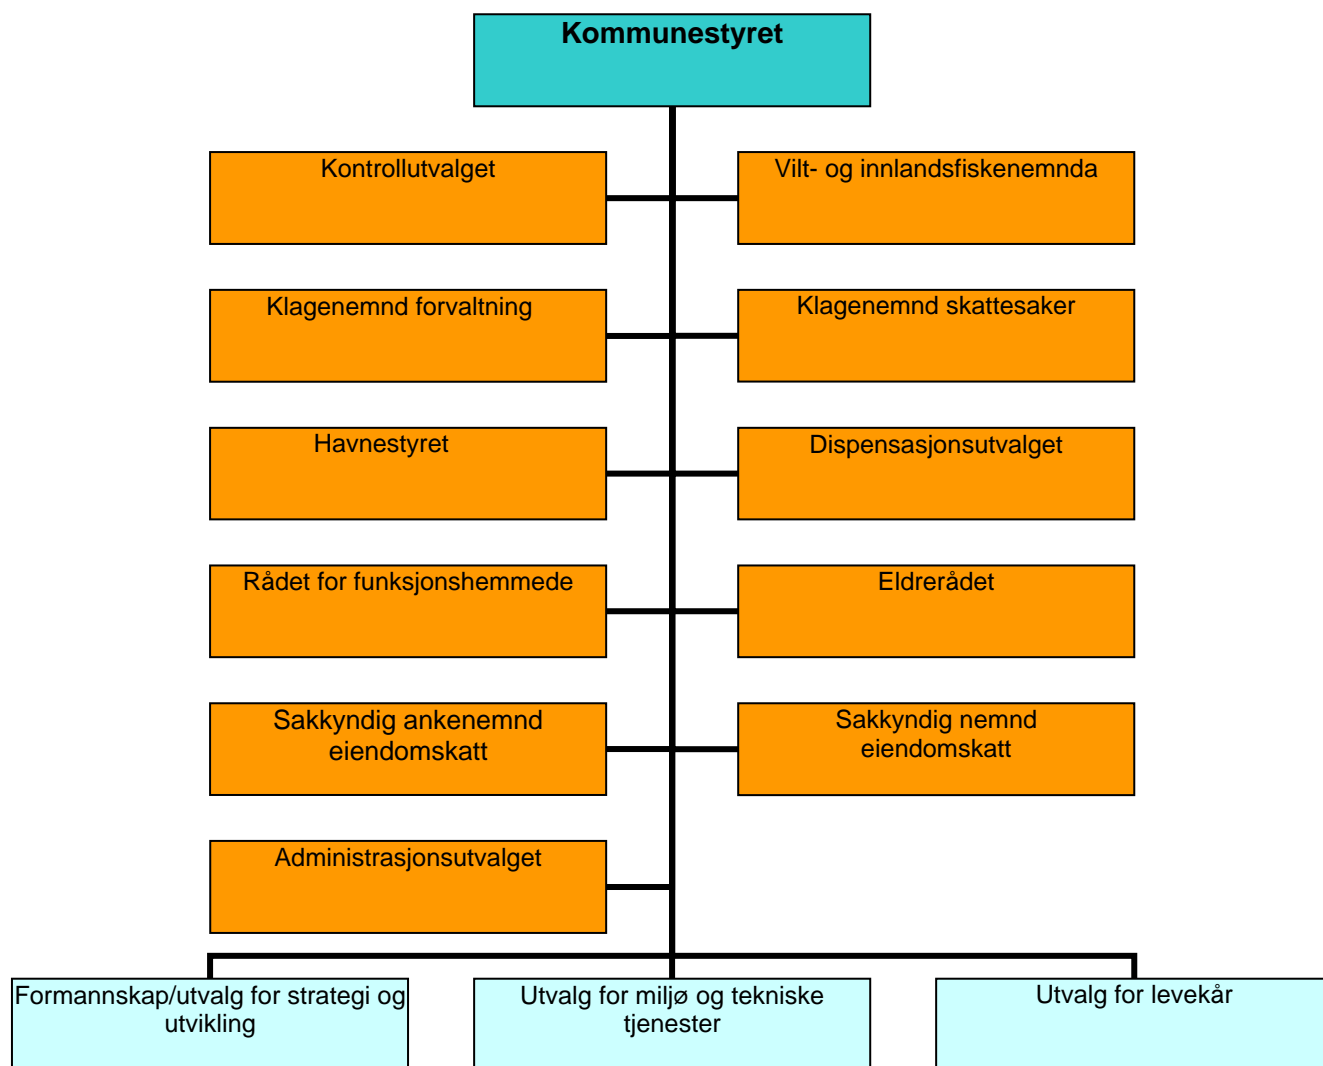 Kommunestyret
Kontrollutvalget
Vilt- og innlandsfiskenemnda
Klagenemnd forvaltning
Klagenemnd skattesaker
Havnestyret
Dispensasjonsutvalget
Rådet for funksjonshemmede
Eldrerådet
Sakkyndig ankenemnd
eiendomskatt
Sakkyndig nemnd
eiendomskatt
Administrasjonsutvalget
Formannskap/utvalg for strategi og
utvikling
Utvalg for miljø og tekniske
tjenester
Utvalg for levekår